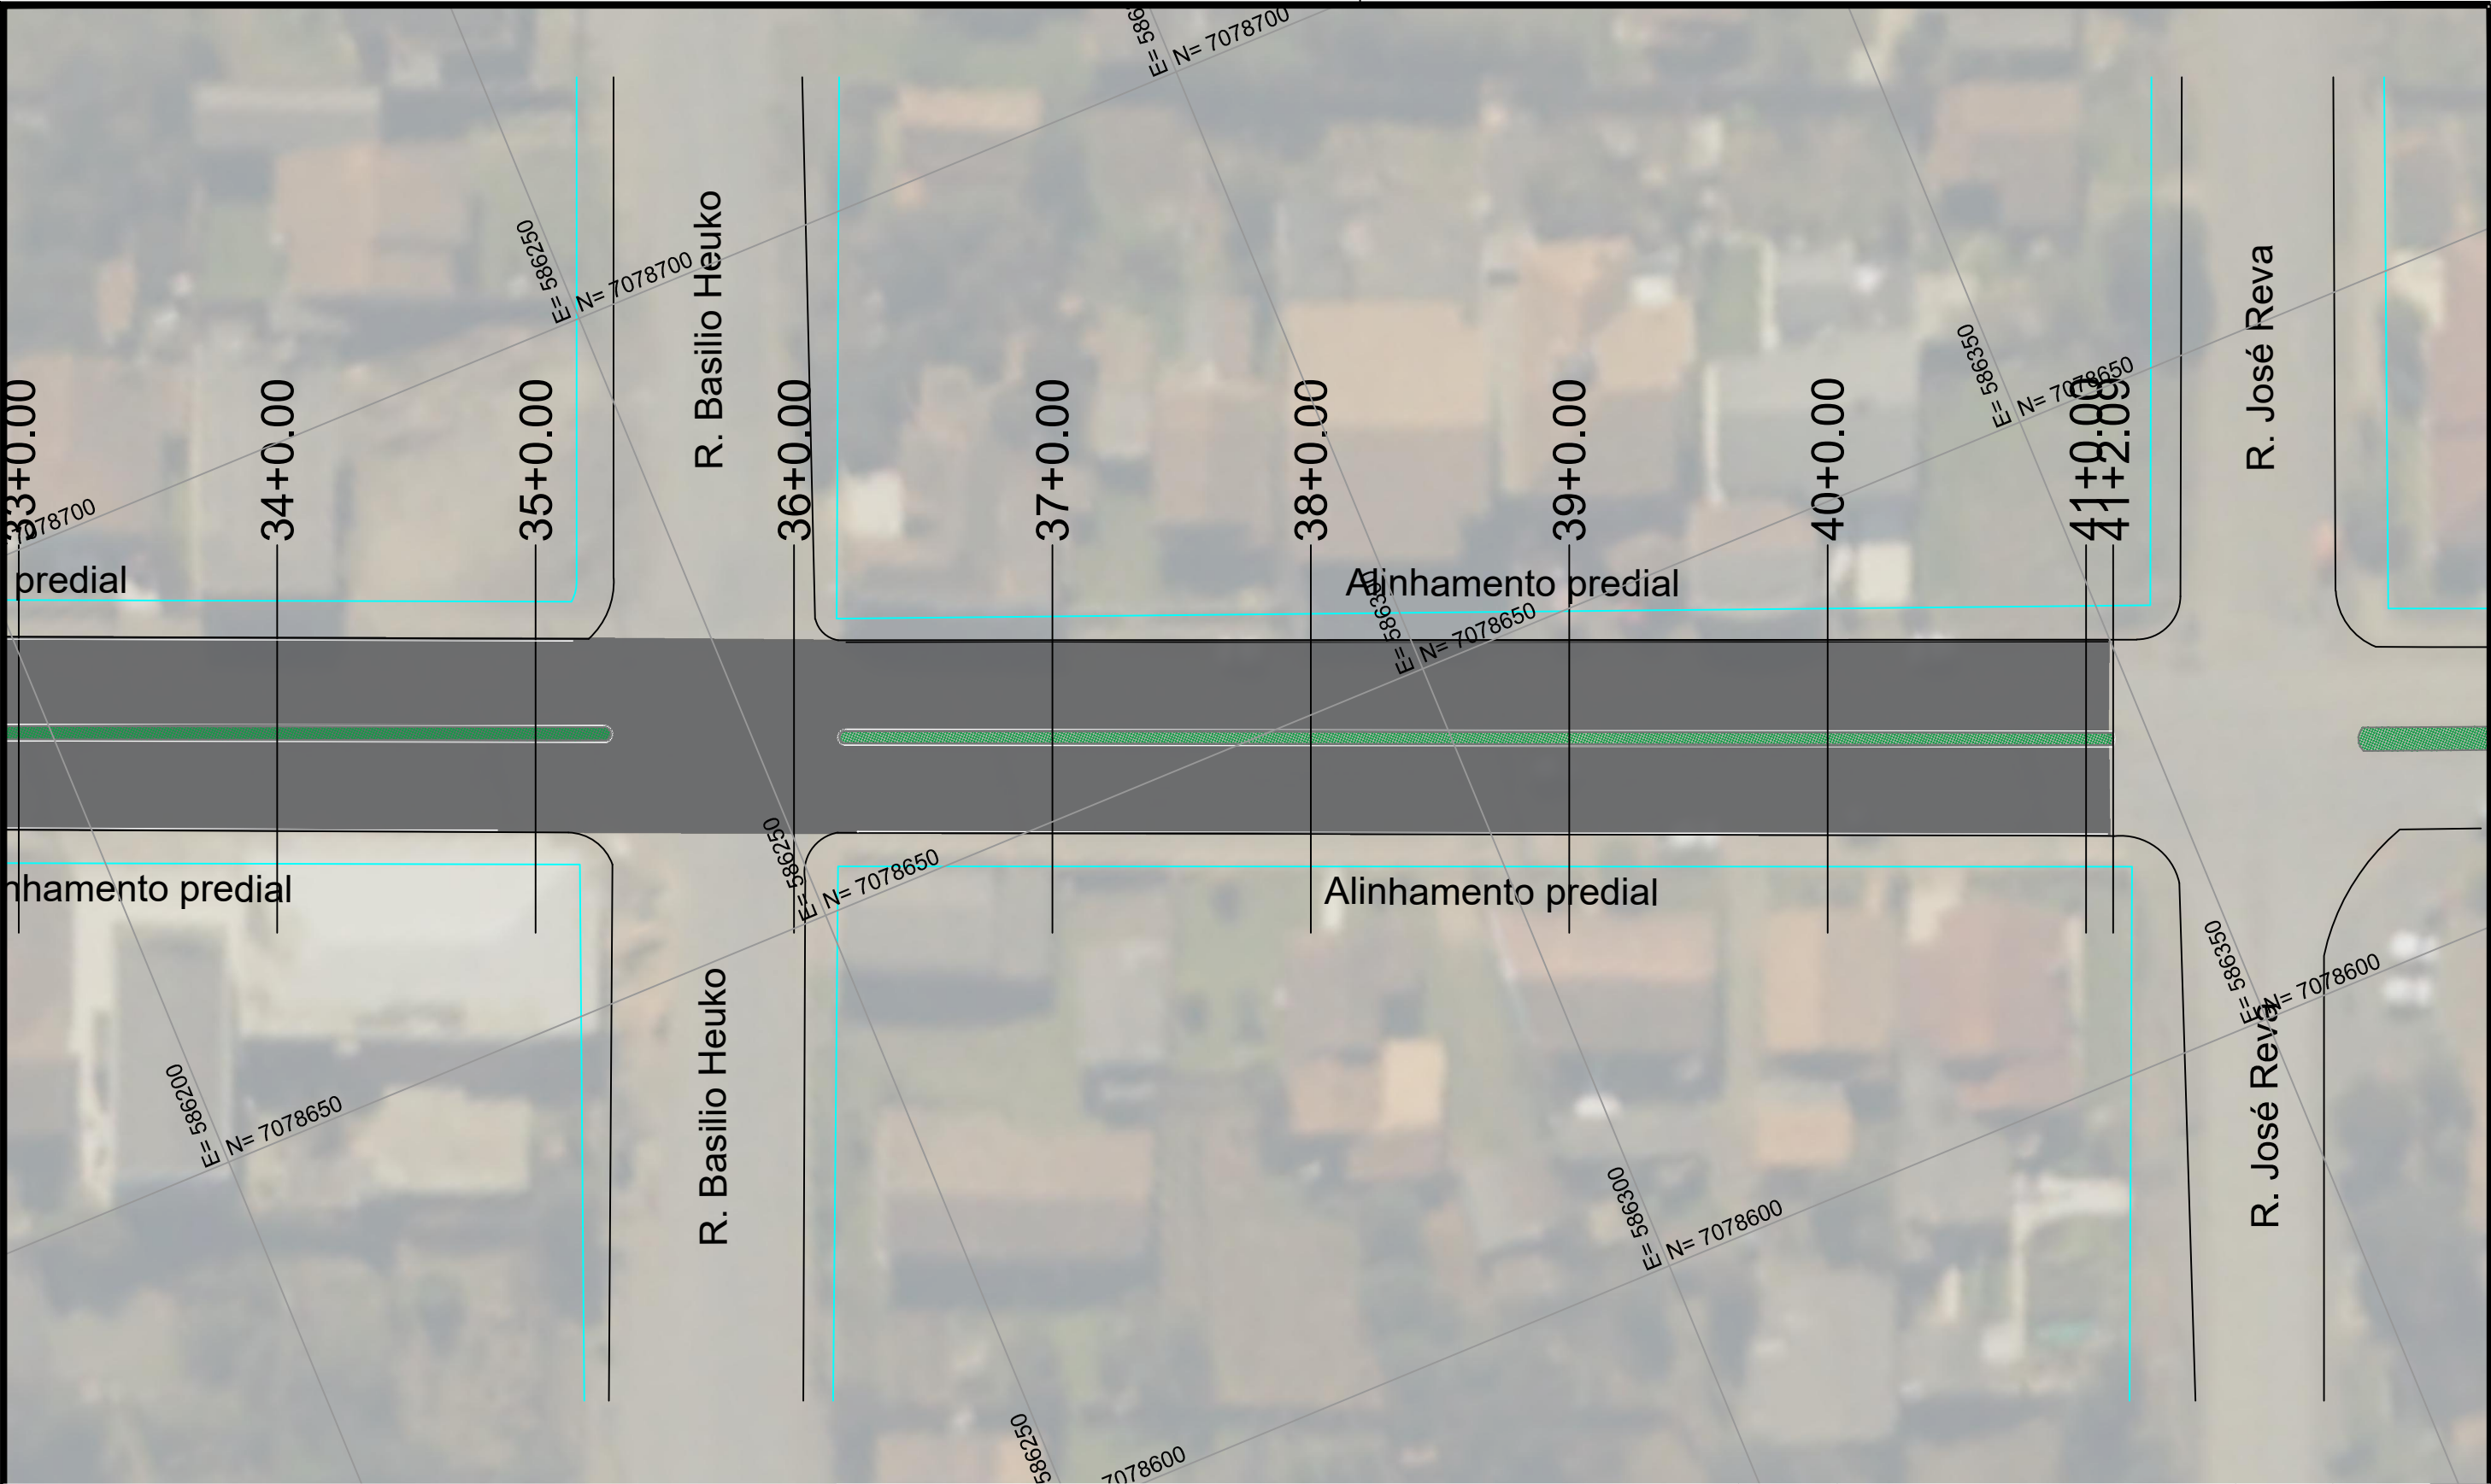 N= 7078700
R. Basilio Heuko
E= 586250
N= 7078700
R. José Reva
E= 586350
N= 7078650
33+0.00
34+0.00
35+0.00
36+0.00
37+0.00
38+0.00
39+0.00
40+0.00
41+0.00
41+2.09
7078700
predial
Alinhamento predial
E= 586300
N= 7078650
E= 586250
N= 7078650
nhamento predial
Alinhamento predial
R. Basilio Heuko
E= 586350
N= 7078600
R. José Reva
E= 586200
N= 7078650
E= 586300
N= 7078600
586250
7078600